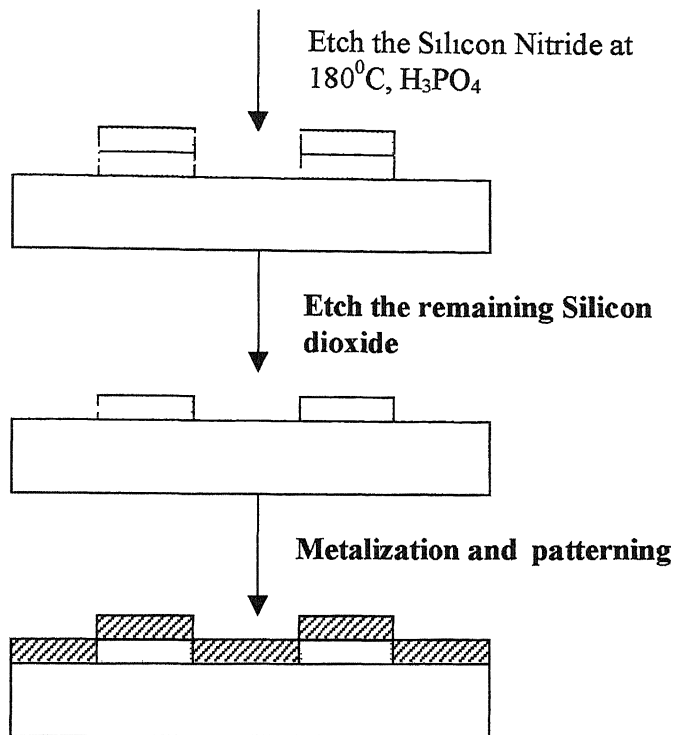 Etch the Silicon Nitride at
180⁰C, H₃PO₄
Etch the remaining Silicon
dioxide
Metalization and patterning